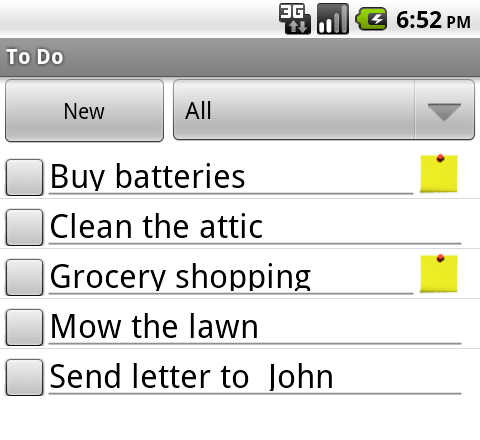 3G 6:52 PM
To Do
New All
Buy batteries
Clean the attic
Grocery shopping
Mow the lawn
Send letter to  John